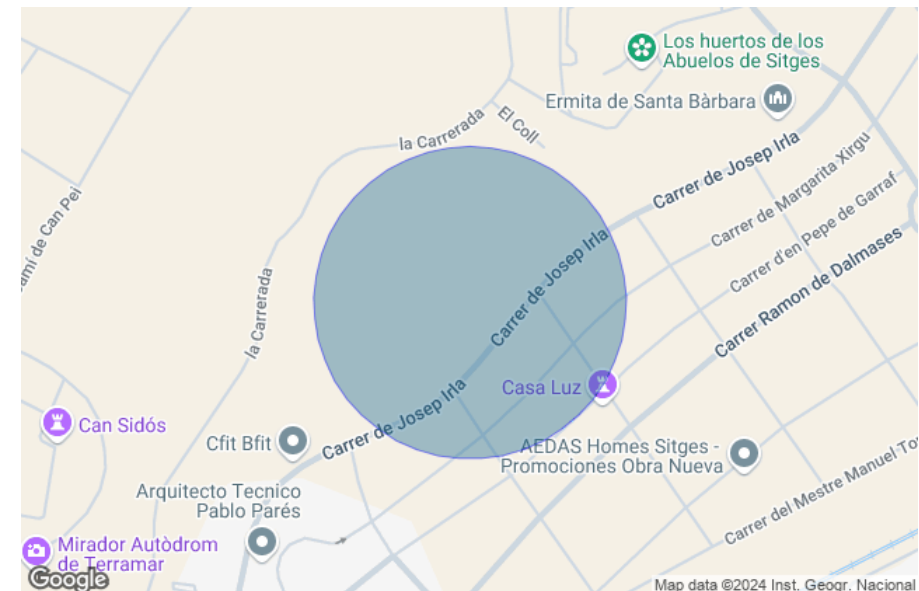 Los huertos de los
Abuelos de Sitges
Ermita de Santa Bàrbara
El Coll
la Carrerada
Carrer de Josep Irla
Carrer de Margarita Xirgu
Carrer d'en Pepe de Garraf
Carrer Ramon de Dalmases
amí de Can Pei
la Carrerada
Carrer de Josep Irla
Casa Luz
Carrer de Josep Irla
Can Sidós
Cfit Bfit
AEDAS Homes Sitges -
Promociones Obra Nueva
Arquitecto Tecnico
Pablo Parés
Carrer del Mestre Manuel Tor
Mirador Autòdrom
de Terramar
Google
Map data ©2024 Inst. Geogr. Nacional